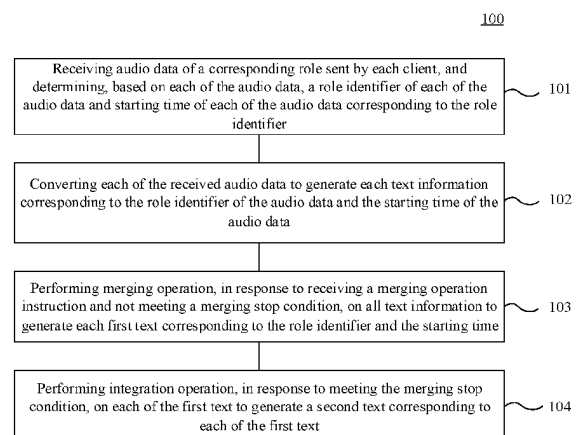 100
Receiving audio data of a corresponding role sent by each client, and
determining, based on each of the audio data, a role identifier of each of the
audio data and starting time of each of the audio data corresponding to the role
identifier
101
Converting each of the received audio data to generate each text information
corresponding to the role identifier of the audio data and the starting time of the
audio data
102
Performing merging operation, in response to receiving a merging operation
instruction and not meeting a merging stop condition, on all text information to
generate each first text corresponding to the role identifier and the starting time
103
Performing integration operation, in response to meeting the merging stop
condition, on each of the first text to generate a second text corresponding to
each of the first text
104